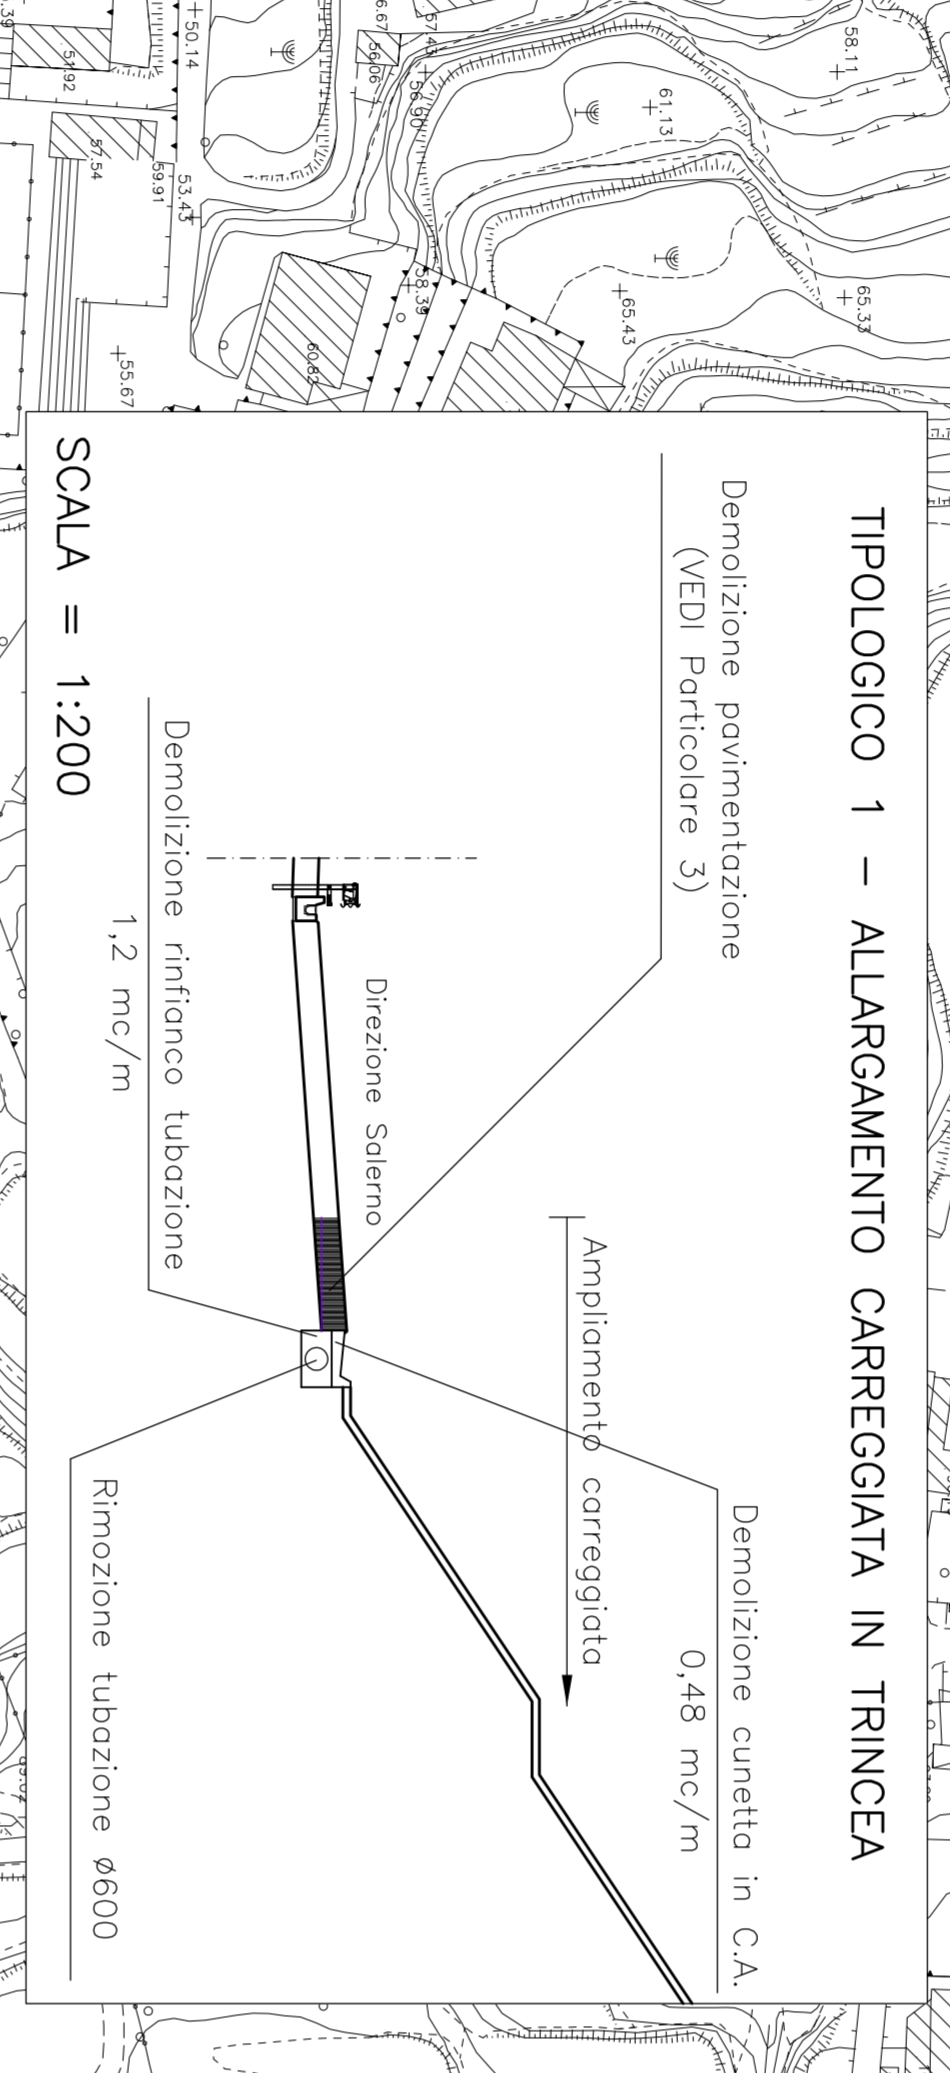 TIPOLOGICO 1 – ALLARGAMENTO CARREGGIATA IN TRINCEA
Demolizione pavimentazione
(VEDI Particolare 3)
Demolizione cunetta in C.A.
0,48 mc/m
Ampliamento carreggiata
Direzione Salerno
Demolizione rinfianco tubazione
1,2 mc/m
Rimozione tubazione Ø600
SCALA = 1:200
50.14
51.92
57.54
59.91
53.43
55.67
56.06
56.90
58.39
60.82
61.13
58.11
65.43
65.33